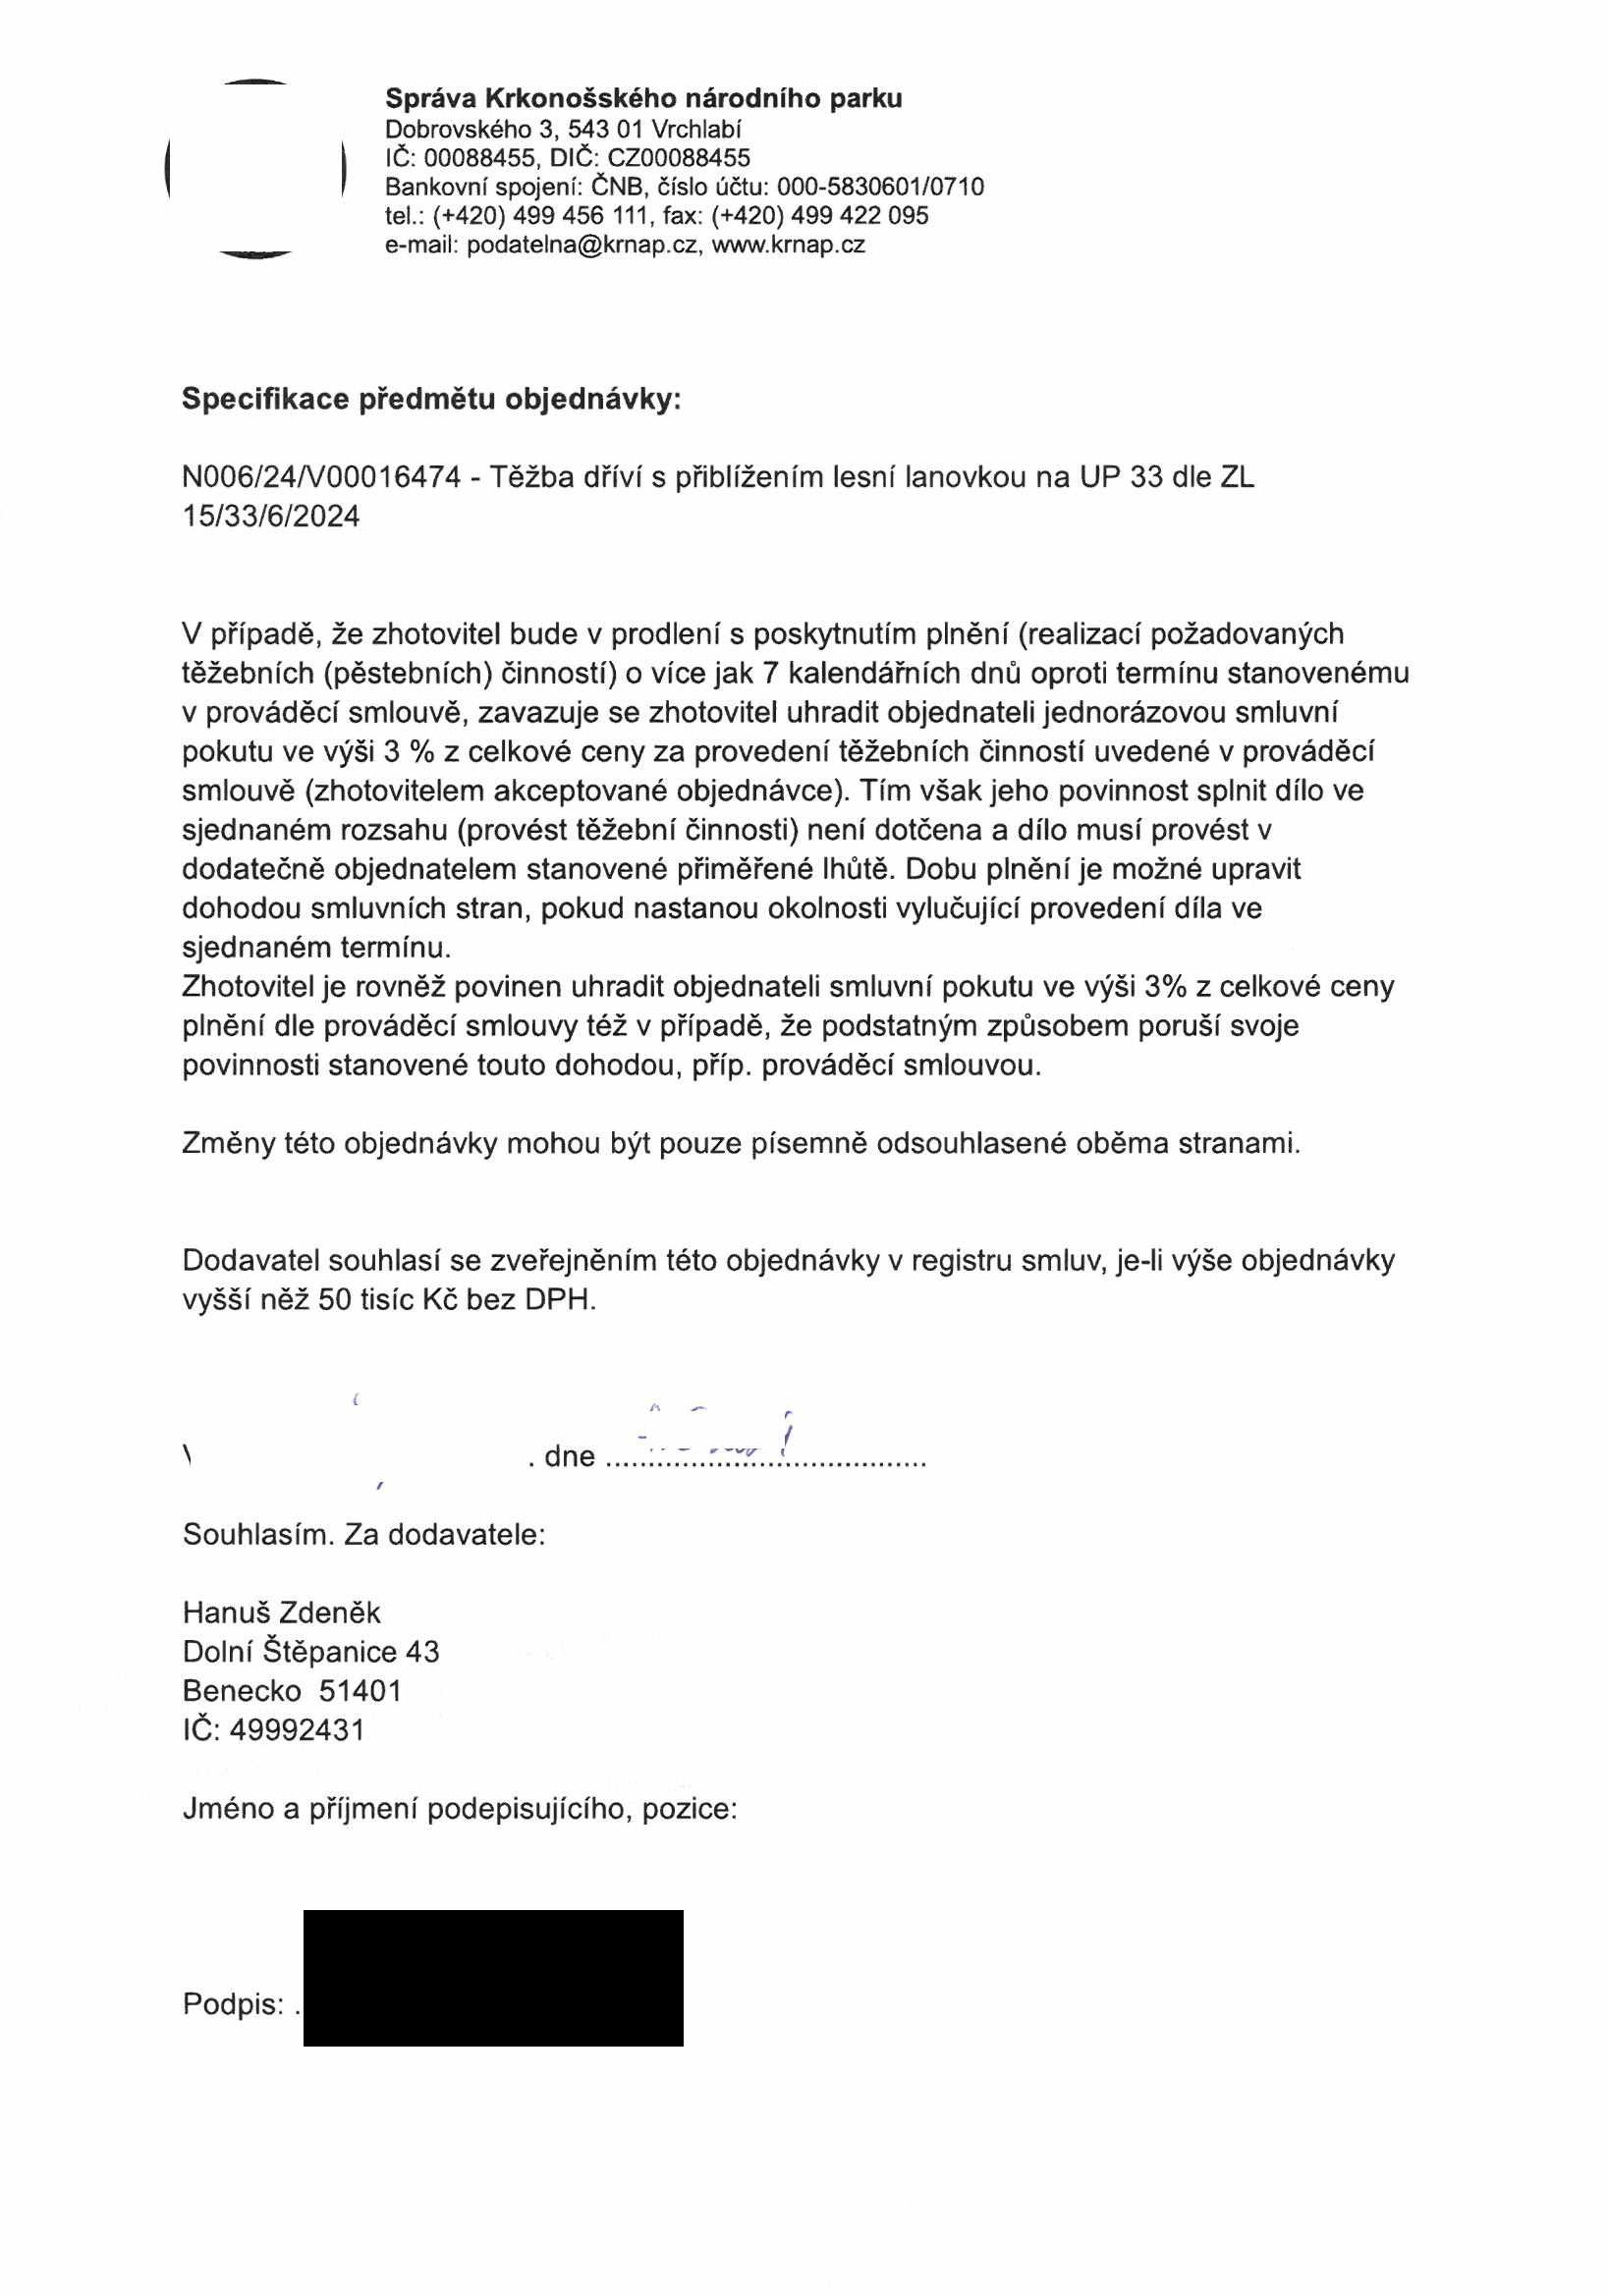 Správa Krkonošského národního parku
Dobrovského 3, 543 01 Vrchlabí
IČ: 00088455, DIČ: CZ00088455
Bankovní spojení: ČNB, číslo účtu: 000-5830601/0710
tel.: (+420) 499 456 111, fax: (+420) 499 422 095
e-mail: podatelna@krnap.cz, www.krnap.cz
Specifikace předmětu objednávky:
N006/24/V00016474 - Těžba dříví s přiblížením lesní lanovkou na UP 33 dle ZL
15/33/6/2024
V případě, že zhotovitel bude v prodlení s poskytnutím plnění (realizací požadovaných
těžebních (pěstebních) činností) o více jak 7 kalendářních dnů oproti termínu stanovenému
v prováděcí smlouvě, zavazuje se zhotovitel uhradit objednateli jednorázovou smluvní
pokutu ve výši 3 % z celkové ceny za provedení těžebních činností uvedené v prováděcí
smlouvě (zhotovitelem akceptované objednávce). Tím však jeho povinnost splnit dílo ve
sjednaném rozsahu (provést těžební činnosti) není dotčena a dílo musí provést v
dodatečně objednatelem stanovené přiměřené lhůtě. Dobu plnění je možné upravit
dohodou smluvních stran, pokud nastanou okolnosti vylučující provedení díla ve
sjednaném termínu.
Zhotovitel je rovněž povinen uhradit objednateli smluvní pokutu ve výši 3% z celkové ceny
plnění dle prováděcí smlouvy též v případě, že podstatným způsobem poruší svoje
povinnosti stanovené touto dohodou, příp. prováděcí smlouvou.
Změny této objednávky mohou být pouze písemně odsouhlasené oběma stranami.
Dodavatel souhlasí se zveřejněním této objednávky v registru smluv, je-li výše objednávky
vyšší něž 50 tisíc Kč bez DPH.
. dne ......................................
Souhlasím. Za dodavatele:
Hanuš Zdeněk
Dolní Štěpanice 43
Benecko 51401
IČ: 49992431
Jméno a příjmení podepisujícího, pozice:
Podpis: .